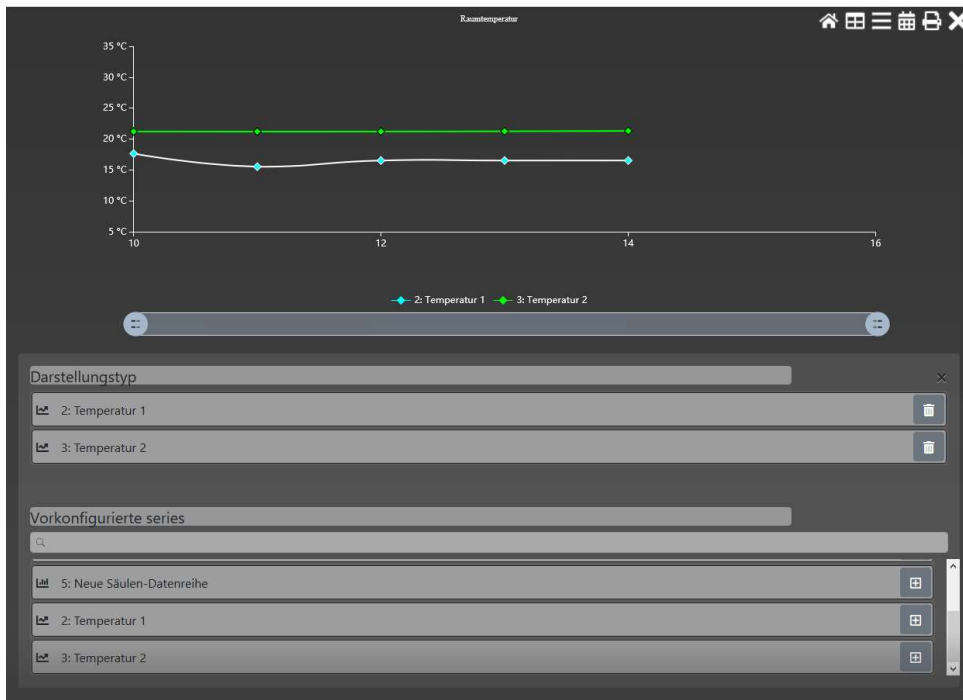 Raumtemperatur
35 °C
30 °C
25 °C
20 °C
15 °C
10 °C
5 °C
10 12 14 16
2: Temperatur 1 3: Temperatur 2
Darstellungstyp
2: Temperatur 1
3: Temperatur 2
Vorkonfigurierte series
5: Neue Säulen-Datenreihe
2: Temperatur 1
3: Temperatur 2